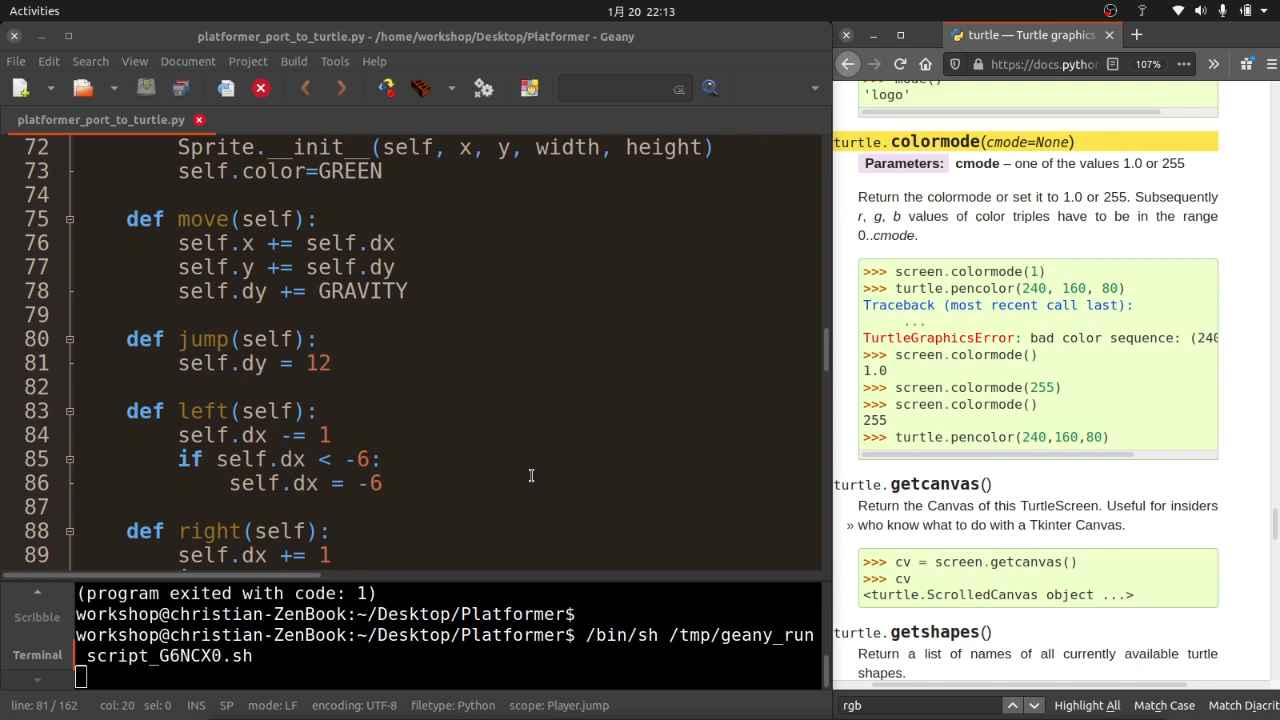 Activities
1月 20 22:13
platformer_port_to_turtle.py - /home/workshop/Desktop/Platformer - Geany
File Edit Search View Document Project Build Tools Help
platformer_port_to_turtle.py
72 Sprite.__init__(self, x, y, width, height)
73 self.color=GREEN
74
75 def move(self):
76 self.x += self.dx
77 self.y += self.dy
78 self.dy += GRAVITY
79
80 def jump(self):
81 self.dy = 12
82
83 def left(self):
84 self.dx -= 1
85 if self.dx < -6:
86 self.dx = -6
87
88 def right(self):
89 self.dx += 1
Scribble
Terminal
(program exited with code: 1)
workshop@christian-ZenBook:~/Desktop/Platformer$
workshop@christian-ZenBook:~/Desktop/Platformer$ /bin/sh /tmp/geany_run
_script_G6NCX0.sh
line: 81 / 162 col: 20 sel: 0 INS SP mode: LF encoding: UTF-8 filetype: Python scope: Player.jump
turtle — Turtle graphics
https://docs.python
107%
>>> mode()
'logo'
turtle.colormode(cmode=None)
Parameters: cmode – one of the values 1.0 or 255
Return the colormode or set it to 1.0 or 255. Subsequently
r, g, b values of color triples have to be in the range
0..cmode.
>>> screen.colormode(1)
>>> turtle.pencolor(240, 160, 80)
Traceback (most recent call last):
...
TurtleGraphicsError: bad color sequence: (240
>>> screen.colormode()
1.0
>>> screen.colormode(255)
>>> screen.colormode()
255
>>> turtle.pencolor(240,160,80)
turtle.getcanvas()
Return the Canvas of this TurtleScreen. Useful for insiders
» who know what to do with a Tkinter Canvas.
>>> cv = screen.getcanvas()
>>> cv
<turtle.ScrolledCanvas object ...>
turtle.getshapes()
Return a list of names of all currently available turtle
shapes.
rgb
Highlight All Match Case Match Diacrit